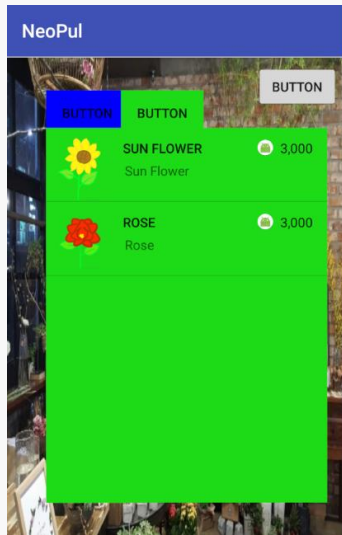 NeoPul
BUTTON
BUTTON BUTTON
SUN FLOWER 3,000
Sun Flower
ROSE 3,000
Rose